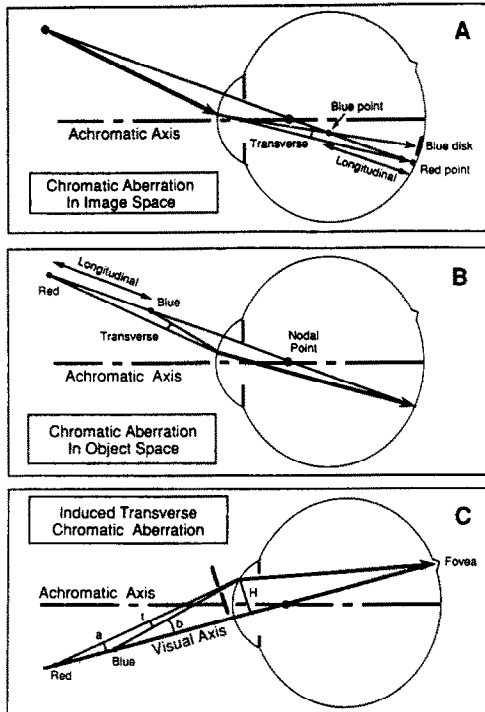 A
Blue point
Achromatic Axis
Transverse
Blue disk
Longitudinal
Red point
Chromatic Aberration
In Image Space
B
Longitudinal
Red
Blue
Transverse
Nodal
Point
Achromatic Axis
Chromatic Aberration
In Object Space
Induced Transverse
Chromatic Aberration
C
Fovea
Achromatic Axis
H
t
a
b
Visual Axis
Red
Blue